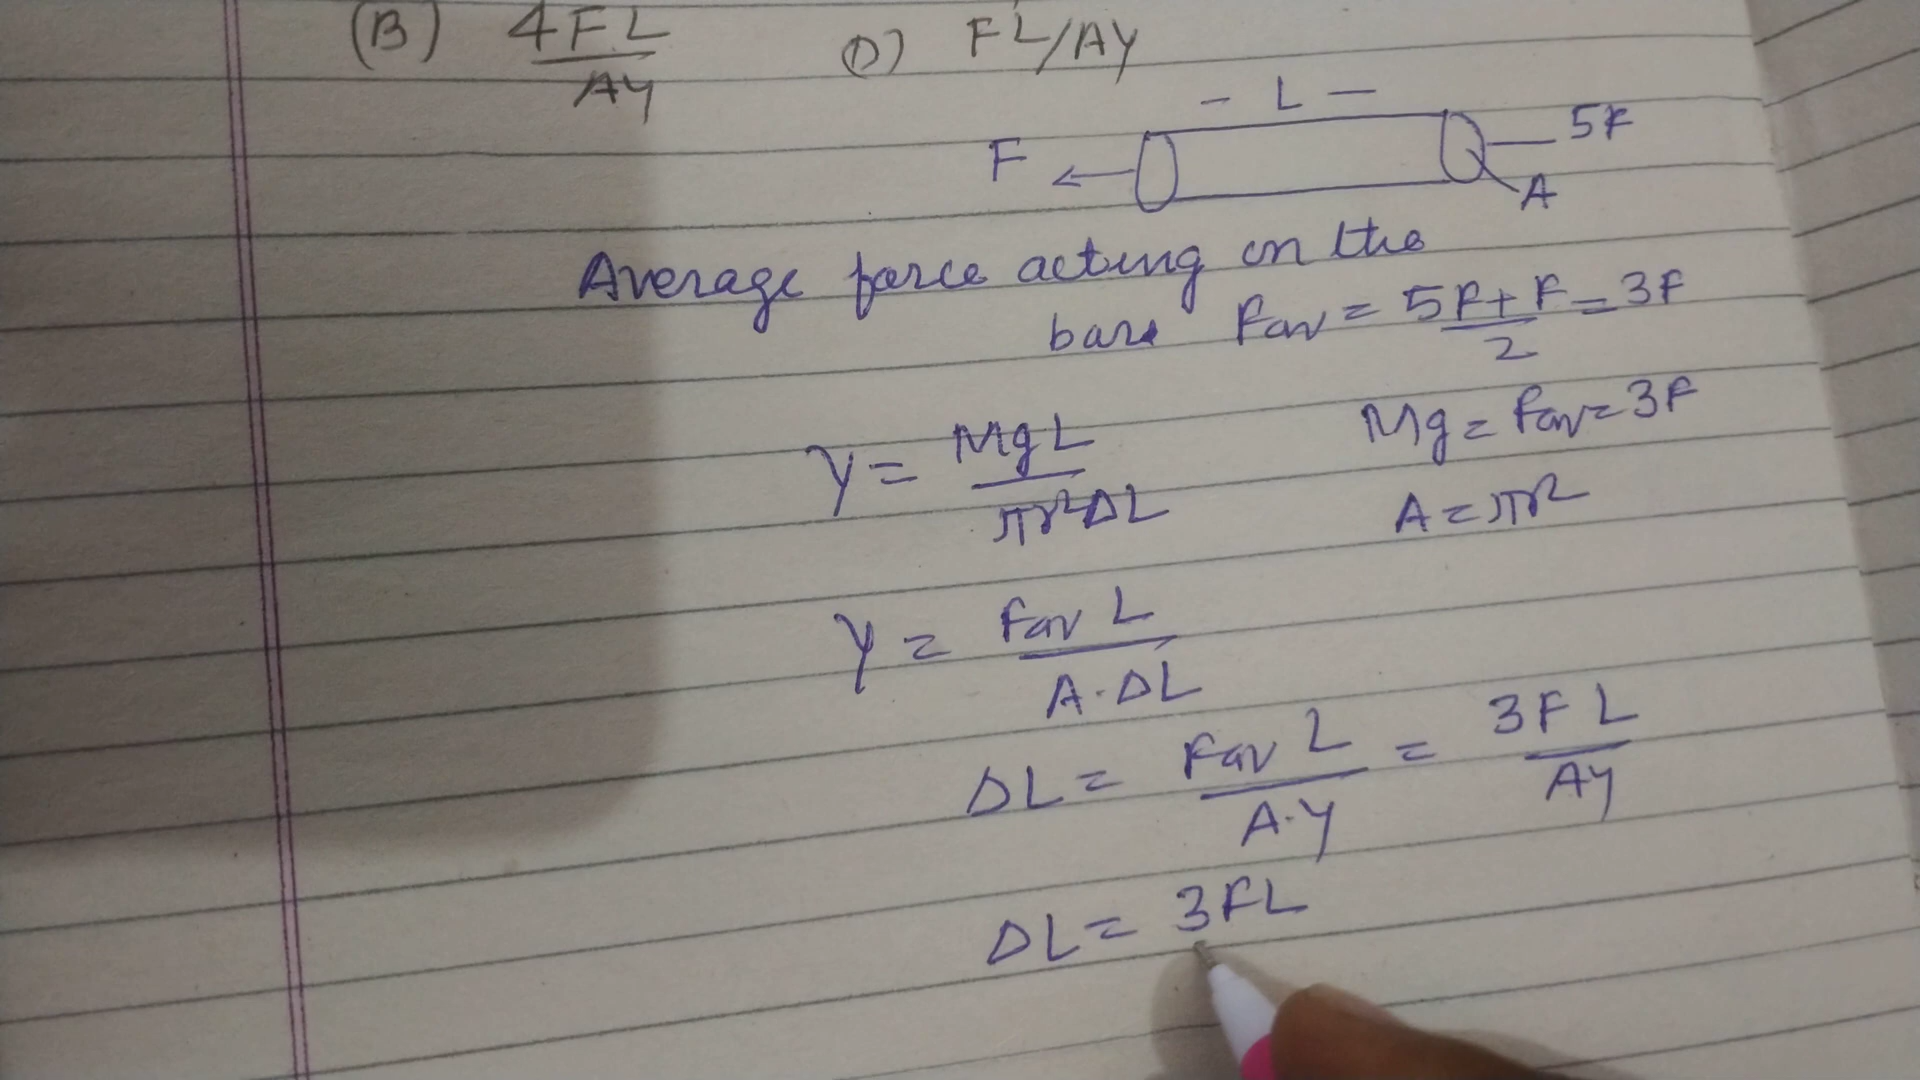 (B) 4FL/AY D) FL/AY
- L -
F 5F
A
Average force acting on the
bar Fav = 5F+F/2 = 3F
Y = MgL/πr²ΔL Mg = Fav = 3F
A = πr²
Y = Fav L/A·ΔL
ΔL = Fav L/A·Y = 3FL/AY
ΔL = 3FL